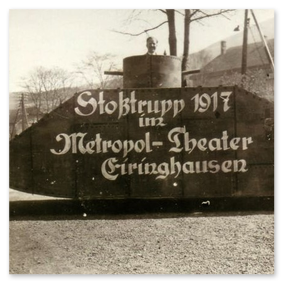 Stoßtrupp 1917
im
Metropol-Theater
Eiringhausen